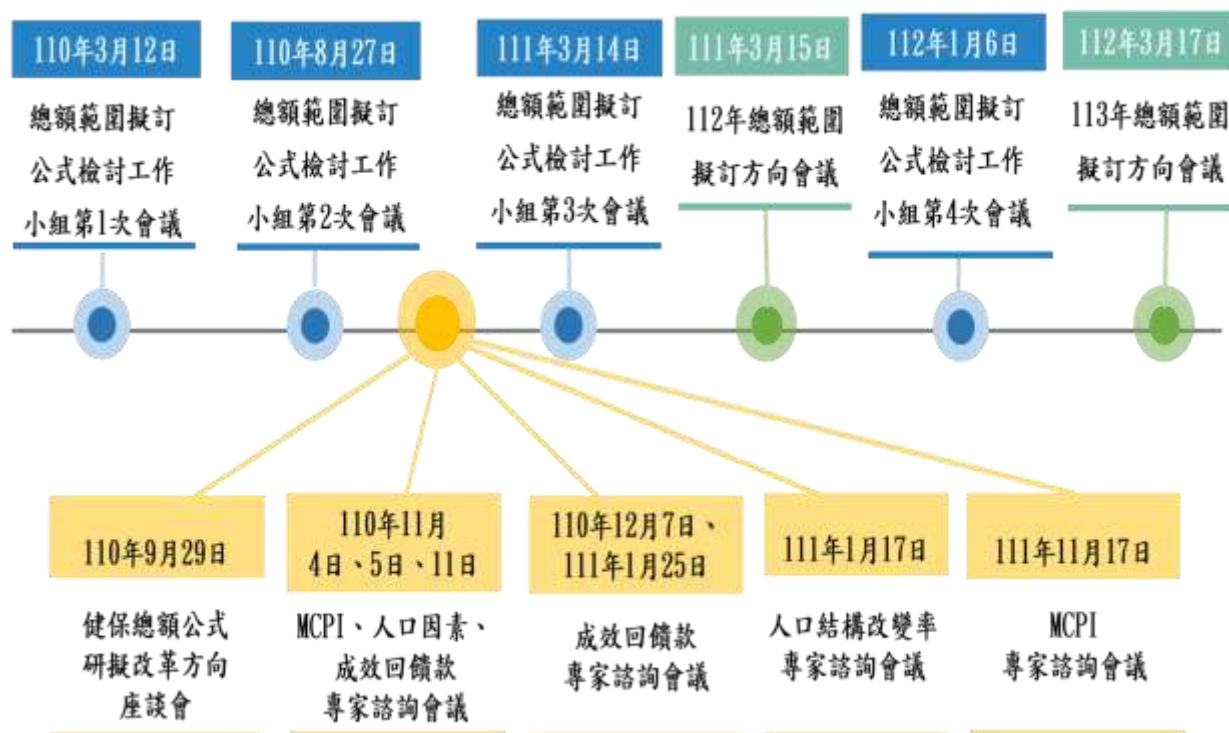 110年3月12日
總額範圍擬訂
公式檢討工作
小組第1次會議
110年8月27日
總額範圍擬訂
公式檢討工作
小組第2次會議
111年3月14日
總額範圍擬訂
公式檢討工作
小組第3次會議
111年3月15日
112年總額範圍
擬訂方向會議
112年1月6日
總額範圍擬訂
公式檢討工作
小組第4次會議
112年3月17日
113年總額範圍
擬訂方向會議
110年9月29日
健保總額公式
研擬改革方向
座談會
110年11月
4日、5日、11日
MCPI、人口因素、
成效回饋款
專家諮詢會議
110年12月7日、
111年1月25日
成效回饋款
專家諮詢會議
111年1月17日
人口結構改變率
專家諮詢會議
111年11月17日
MCPI
專家諮詢會議